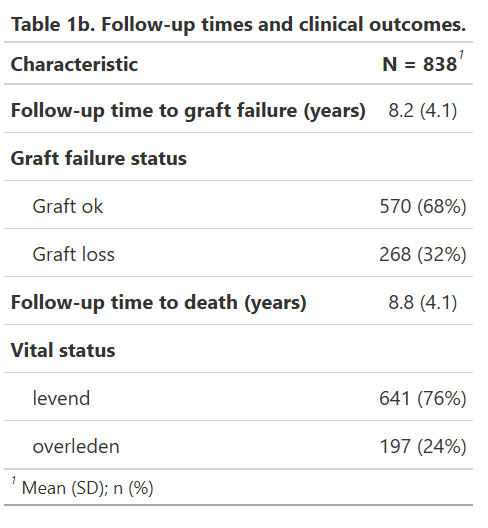 Table 1b. Follow-up times and clinical outcomes.
Characteristic N = 838¹
Follow-up time to graft failure (years) 8.2 (4.1)
Graft failure status
Graft ok 570 (68%)
Graft loss 268 (32%)
Follow-up time to death (years) 8.8 (4.1)
Vital status
levend 641 (76%)
overleden 197 (24%)
¹ Mean (SD); n (%)